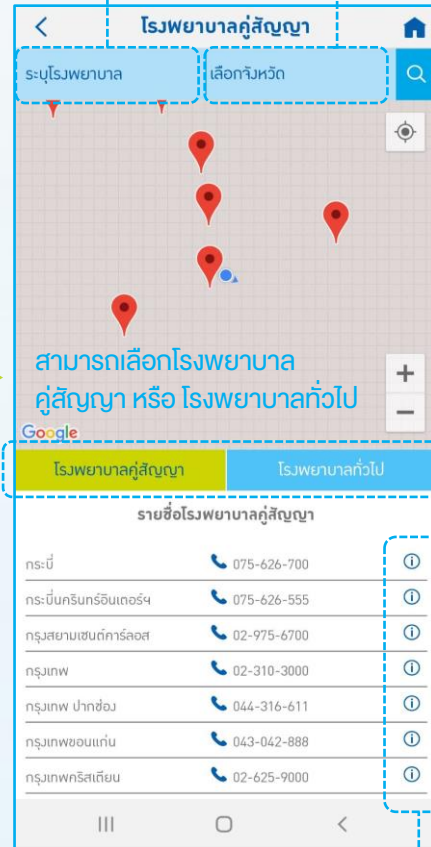 โรงพยาบาลคู่สัญญา
ระบุโรงพยาบาล
เลือกจังหวัด
สามารถเลือกโรงพยาบาล
คู่สัญญา หรือ โรงพยาบาลทั่วไป
Google
โรงพยาบาลคู่สัญญา
โรงพยาบาลทั่วไป
รายชื่อโรงพยาบาลคู่สัญญา
กระบี่ 075-626-700
กระบี่นครินทร์อินเตอร์ฯ 075-626-555
กรุงสยามเซนต์คาร์ลอส 02-975-6700
กรุงเทพ 02-310-3000
กรุงเทพ ปากช่อง 044-316-611
กรุงเทพขอนแก่น 043-042-888
กรุงเทพคริสเตียน 02-625-9000